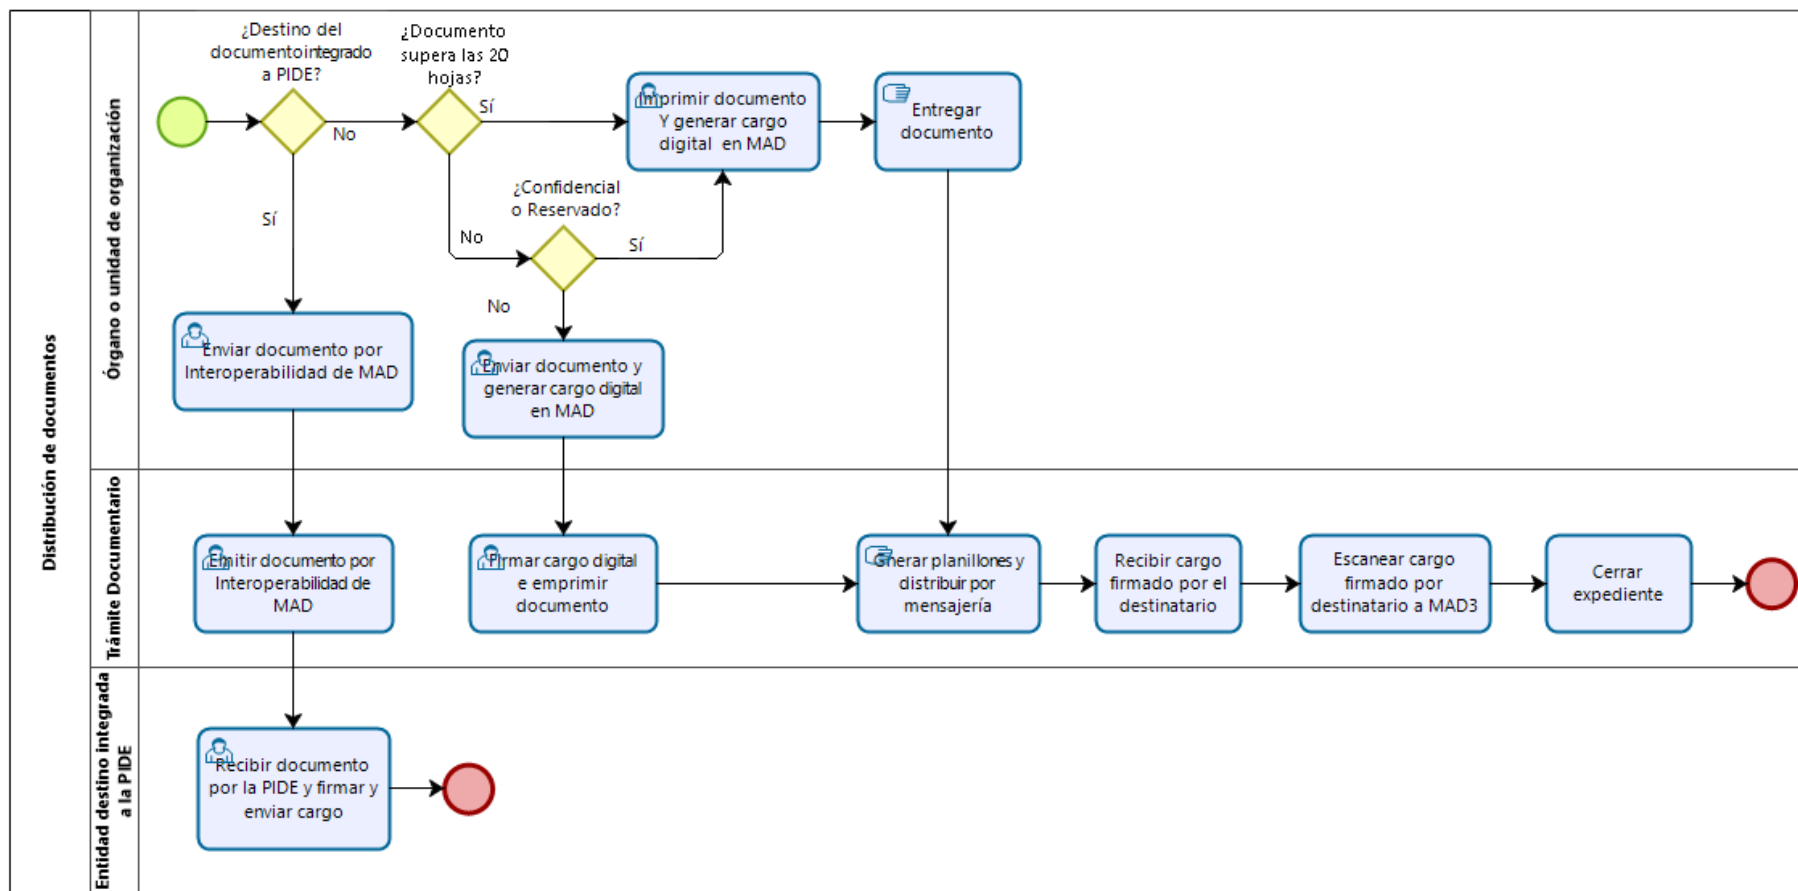 Distribución de documentos
Órgano o unidad de organización
¿Destino del
documento integrado
a PIDE?
¿Documento
supera las 20
hojas?
Sí
No
Imprimir documento
Y generar cargo
digital en MAD
Entregar
documento
¿Confidencial
o Reservado?
Sí
No
Sí
No
Enviar documento por
Interoperabilidad de MAD
Enviar documento y
generar cargo digital
en MAD
Trámite Documentario
Emitir documento por
Interoperabilidad de
MAD
Firmar cargo digital
e emprimir
documento
Gnerar planillones y
distribuir por
mensajería
Recibir cargo
firmado por el
destinatario
Escanear cargo
firmado por
destinatario a MAD3
Cerrar
expediente
Entidad destino integrada
a la PIDE
Recibir documento
por la PIDE y firmar y
enviar cargo